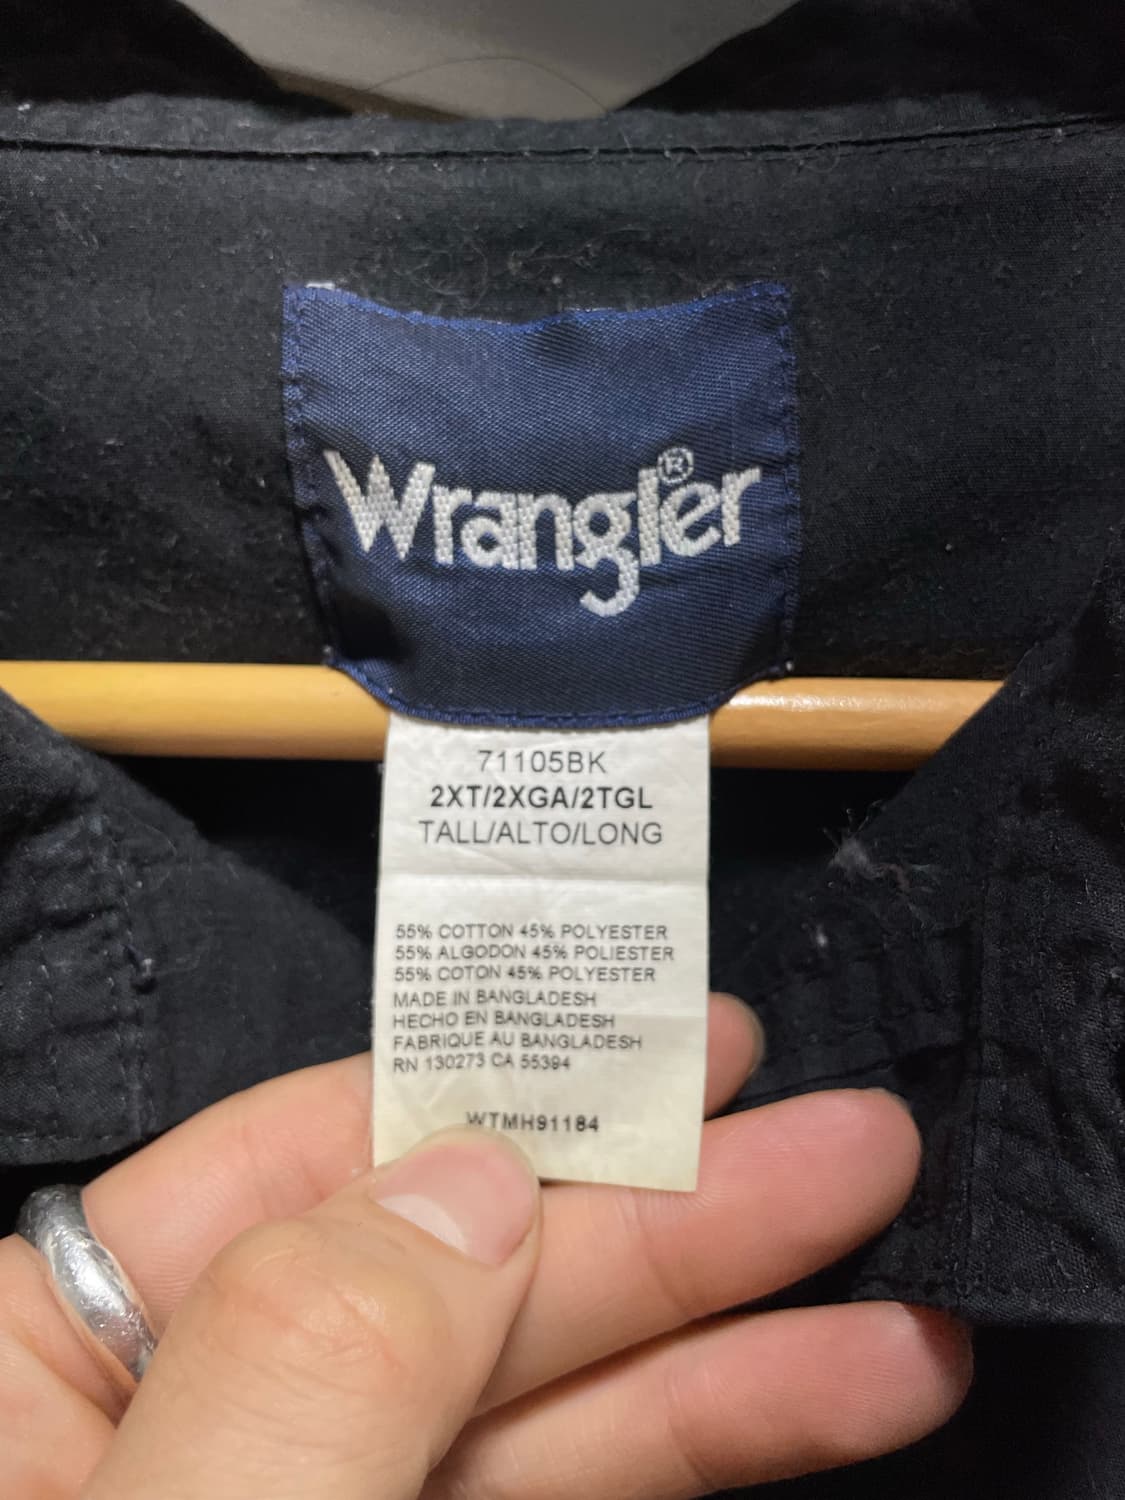 Wrangler®
71105BK
2XT/2XGA/2TGL
TALL/ALTO/LONG
55% COTTON 45% POLYESTER
55% ALGODON 45% POLIESTER
55% COTON 45% POLYESTER
MADE IN BANGLADESH
HECHO EN BANGLADESH
FABRIQUE AU BANGLADESH
RN 130273 CA 55394
WTMH91184